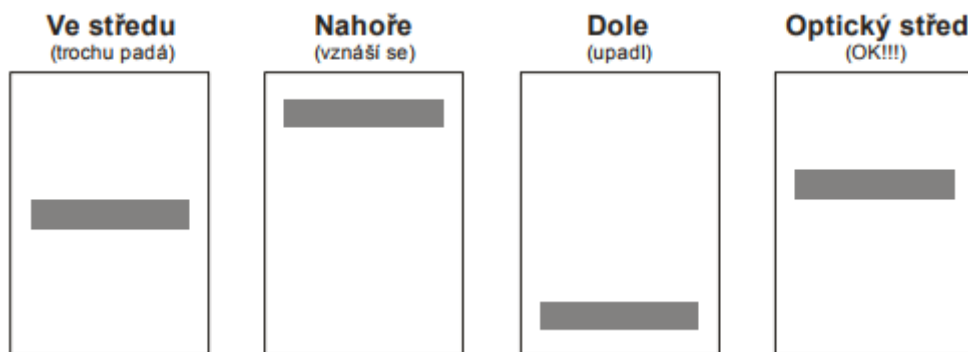 Ve středu
(trochu padá)
Nahoře
(vznáší se)
Dole
(upadl)
Optický střed
(OK!!!)